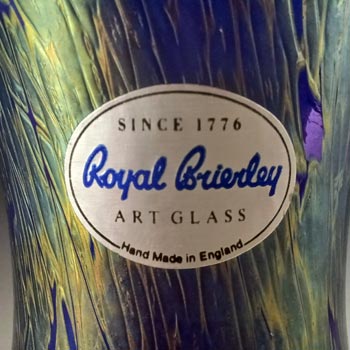 SINCE 1776
Royal Brierley
ART GLASS
Hand Made in England